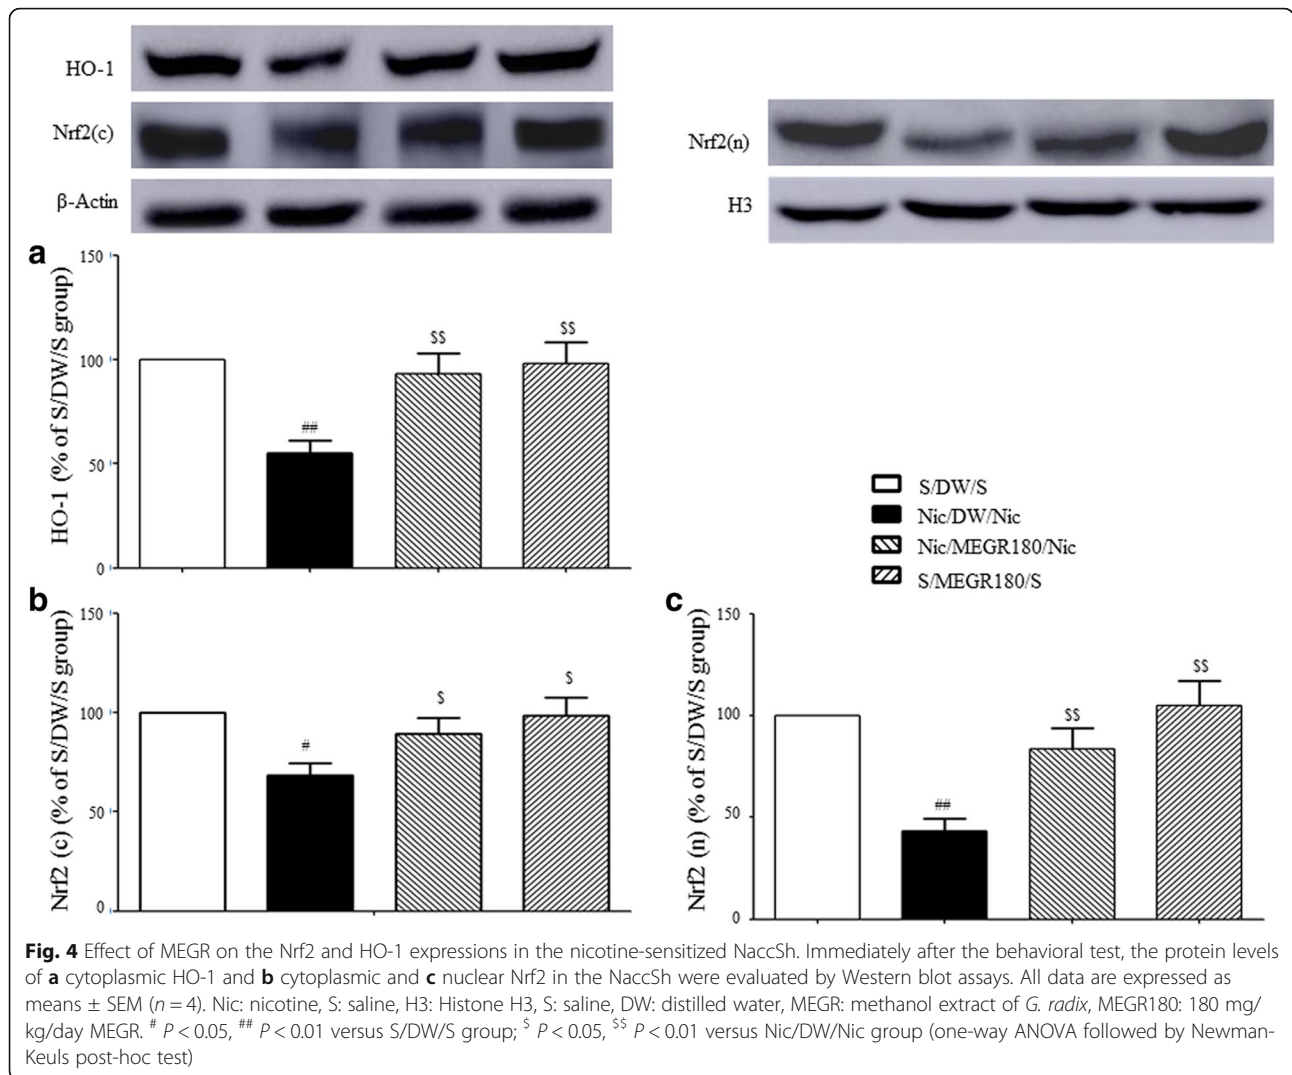 HO-1
Nrf2(c)
β-Actin
Nrf2(n)
H3
a
HO-1 (% of S/DW/S group)
150
100
50
0
##
$$
$$
S/DW/S
Nic/DW/Nic
Nic/MEGR180/Nic
S/MEGR180/S
b
Nrf2 (c) (% of S/DW/S group)
150
100
50
0
#
$
$
c
Nrf2 (n) (% of S/DW/S group)
150
100
50
0
##
$$
$$
Fig. 4 Effect of MEGR on the Nrf2 and HO-1 expressions in the nicotine-sensitized NaccSh. Immediately after the behavioral test, the protein levels
of a cytoplasmic HO-1 and b cytoplasmic and c nuclear Nrf2 in the NaccSh were evaluated by Western blot assays. All data are expressed as
means ± SEM (n = 4). Nic: nicotine, S: saline, H3: Histone H3, S: saline, DW: distilled water, MEGR: methanol extract of G. radix, MEGR180: 180 mg/
kg/day MEGR. # P < 0.05, ## P < 0.01 versus S/DW/S group; $ P < 0.05, $$ P < 0.01 versus Nic/DW/Nic group (one-way ANOVA followed by Newman-
Keuls post-hoc test)